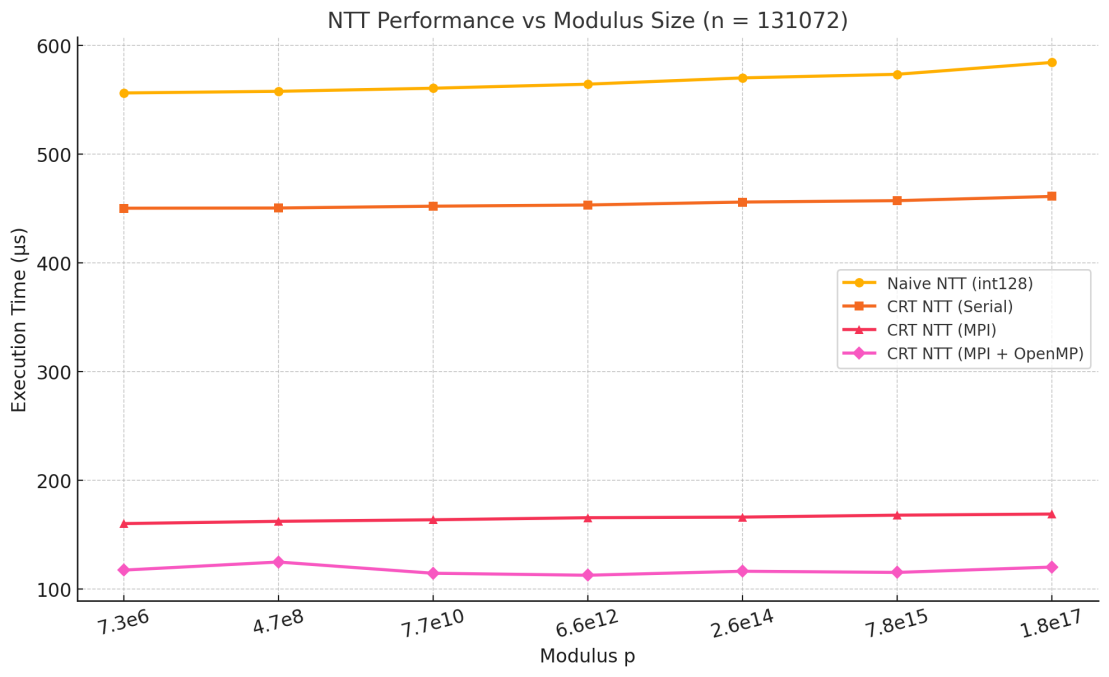 NTT Performance vs Modulus Size (n = 131072)
Execution Time (μs)
600
500
400
300
200
100
Naive NTT (int128)
CRT NTT (Serial)
CRT NTT (MPI)
CRT NTT (MPI + OpenMP)
7.3e6 4.7e8 7.7e10 6.6e12 2.6e14 7.8e15 1.8e17
Modulus p